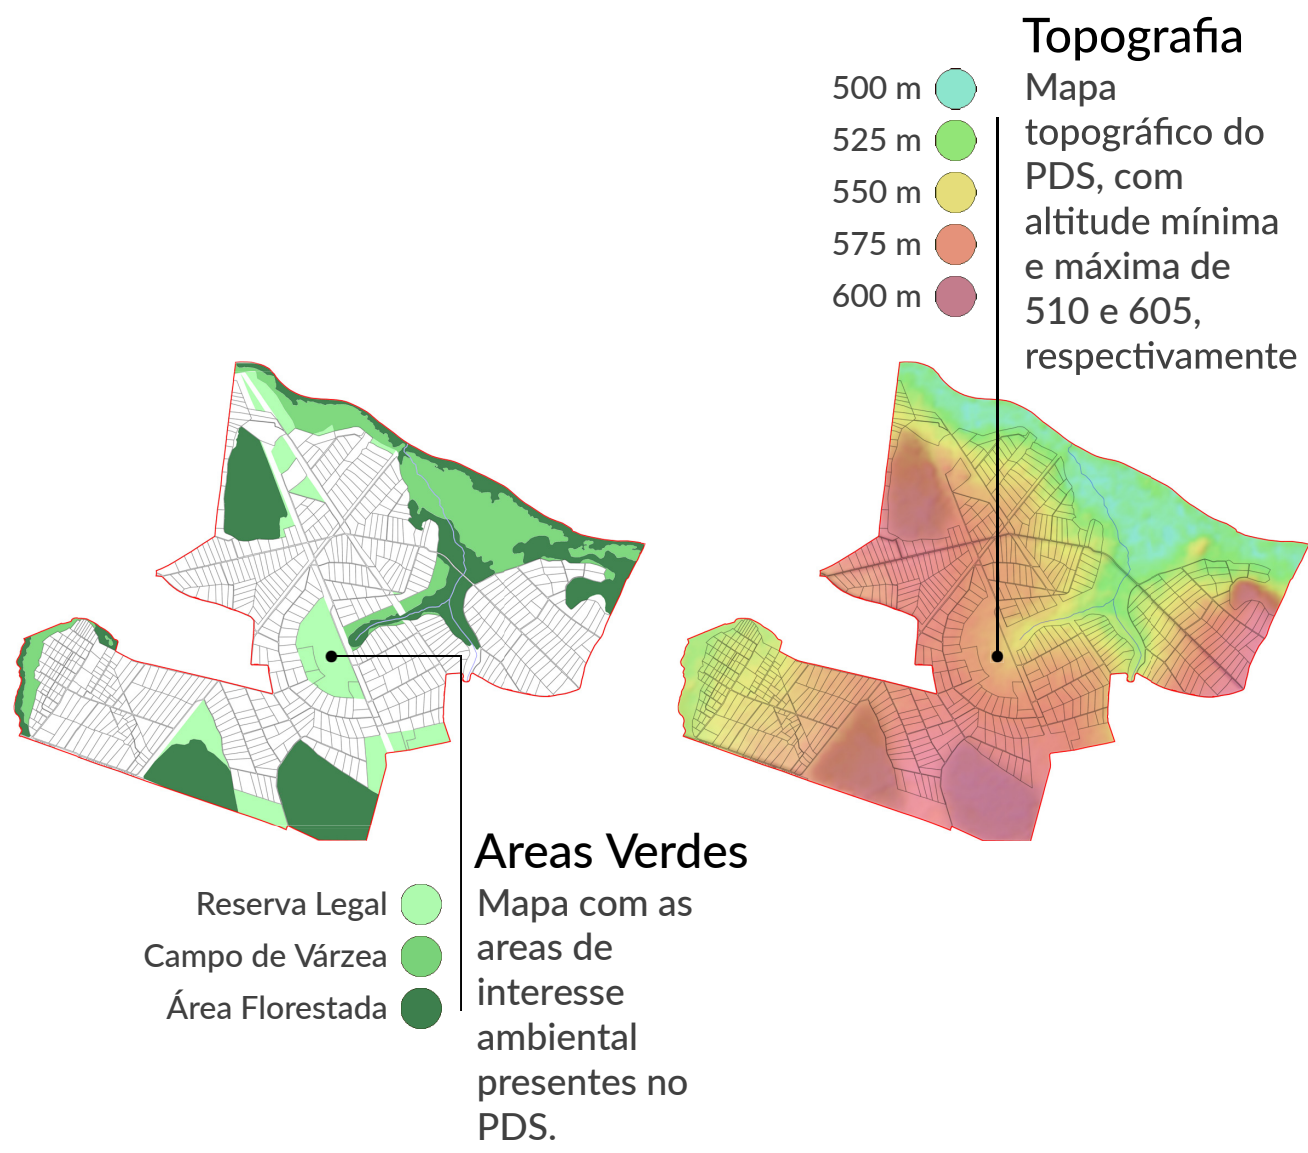 Topografia
500 m
525 m
550 m
575 m
600 m
Mapa
topográfico do
PDS, com
altitude mínima
e máxima de
510 e 605,
respectivamente
Areas Verdes
Reserva Legal
Campo de Várzea
Área Florestada
Mapa com as
areas de
interesse
ambiental
presentes no
PDS.